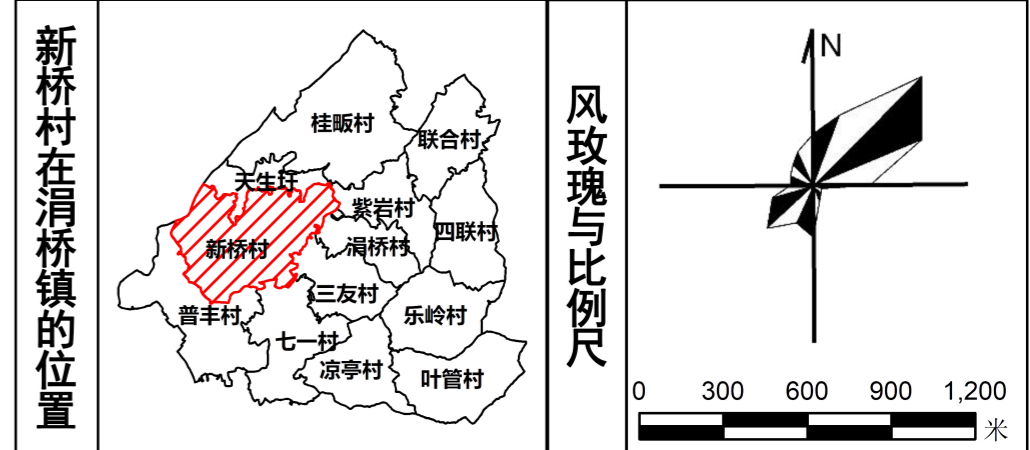 新桥村在涓桥镇的位置
桂畈村
联合村
天生圩
紫岩村
四联村
涓桥村
新桥村
三友村
普丰村
乐岭村
七一村
凉亭村
叶管村
风玫瑰与比例尺
N
0 300 600 900 1,200
米